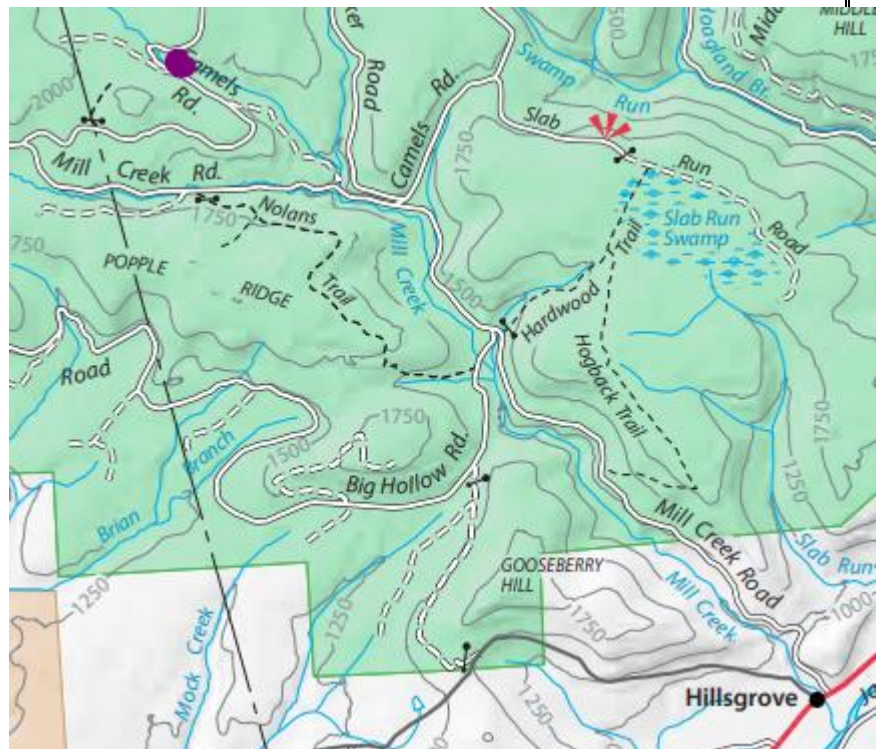 Camels
Rd.
Road
Camels Rd.
Swamp
Run
Hoagland Br.
HILL
2000
1750
Slab
Run
Road
Mill Creek Rd.
Nolans
Trail
1750
1750
POPPLE
RIDGE
Mill Creek
1500
Slab Run
Swamp
Hardwood
Trail
Hogback Trail
Road
Brian Branch
1500
1750
Big Hollow Rd.
1750
1250
Mill Creek Road
Slab Run
GOOSEBERRY
HILL
1250
1250
Mock Creek
Mill Creek
1750
1000
Hillsgrove